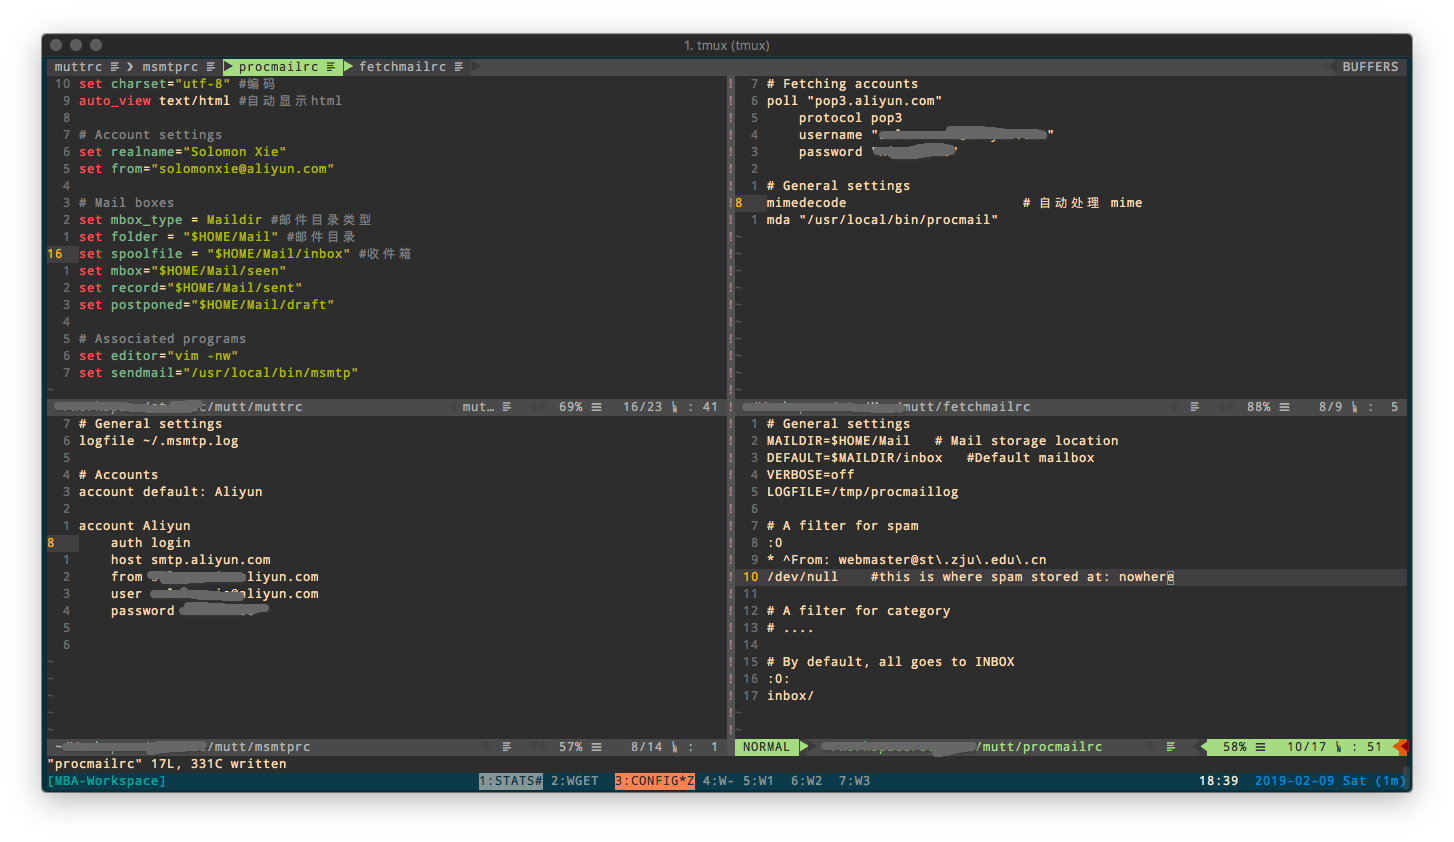 1. tmux (tmux)
muttrc ❯ msmtprc procmailrc fetchmailrc BUFFERS
10 set charset="utf-8" #编码
9 auto_view text/html #自动显示html
8
7 # Account settings
6 set realname="Solomon Xie"
5 set from="solomonxie@aliyun.com"
4
3 # Mail boxes
2 set mbox_type = Maildir #邮件目录类型
1 set folder = "$HOME/Mail" #邮件目录
16 set spoolfile = "$HOME/Mail/inbox" #收件箱
1 set mbox="$HOME/Mail/seen"
2 set record="$HOME/Mail/sent"
3 set postponed="$HOME/Mail/draft"
4
5 # Associated programs
6 set editor="vim -nw"
7 set sendmail="/usr/local/bin/msmtp"
~
/mutt/muttrc mut… 69% ☰ 16/23 : 41
7 # Fetching accounts
6 poll "pop3.aliyun.com"
5 protocol pop3
4 username " "
3 password " "
2
1 # General settings
8 mimedecode # 自动处理 mime
1 mda "/usr/local/bin/procmail"
~
~
~
~
~
~
~
~
~
~
mutt/fetchmailrc 88% ☰ 8/9 : 5
7 # General settings
6 logfile ~/.msmtp.log
5
4 # Accounts
3 account default: Aliyun
2
1 account Aliyun
8 auth login
1 host smtp.aliyun.com
2 from liyun.com
3 user @aliyun.com
4 password
5
6
~
~
~
~
~
~ /mutt/msmtprc 57% ☰ 8/14 : 1
1 # General settings
2 MAILDIR=$HOME/Mail # Mail storage location
3 DEFAULT=$MAILDIR/inbox #Default mailbox
4 VERBOSE=off
5 LOGFILE=/tmp/procmaillog
6
7 # A filter for spam
8 :0
9 * ^From: webmaster@st\.zju\.edu\.cn
10 /dev/null #this is where spam stored at: nowhere
11
12 # A filter for category
13 # ....
14
15 # By default, all goes to INBOX
16 :0:
17 inbox/
~
~
NORMAL /mutt/procmailrc 58% ☰ 10/17 : 51
"procmailrc" 17L, 331C written
[MBA-Workspace] 1:STATS# 2:WGET 3:CONFIG*Z 4:W- 5:W1 6:W2 7:W3 18:39 2019-02-09 Sat (1m)